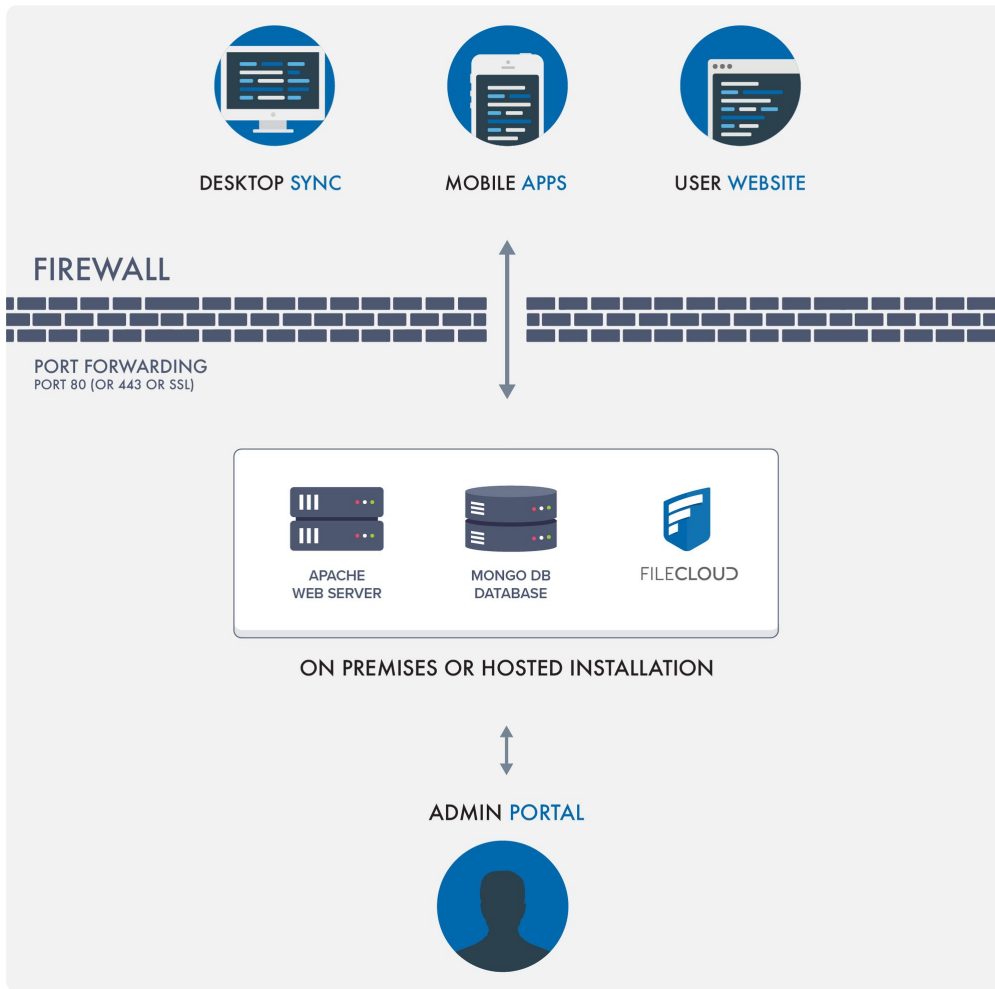 DESKTOP SYNC
MOBILE APPS
USER WEBSITE
FIREWALL
PORT FORWARDING
PORT 80 (OR 443 OR SSL)
APACHE
WEB SERVER
MONGO DB
DATABASE
FILECLOUD
ON PREMISES OR HOSTED INSTALLATION
ADMIN PORTAL